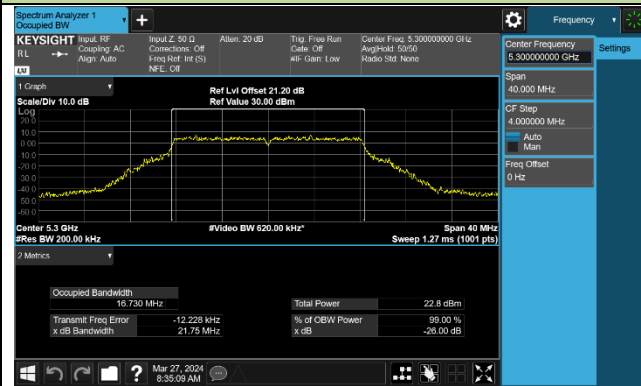 Spectrum Analyzer 1
Occupied BW
+
Frequency
KEYSIGHT
RL
Input: RF
Coupling: AC
Align: Auto
Input Z: 50 Ω
Corrections: Off
Freq Ref: Int (S)
NFE: Off
Atten: 20 dB
Trig: Free Run
Gate: Off
#IF Gain: Low
Center Freq: 5.300000000 GHz
Avg|Hold: 50/50
Radio Std: None
LXI
Center Frequency
5.300000000 GHz
Settings
Span
40.000 MHz
CF Step
4.000000 MHz
Auto
Man
Freq Offset
0 Hz
1 Graph
Scale/Div 10.0 dB
Ref Lvl Offset 21.20 dB
Ref Value 30.00 dBm
Log
20.0
10.0
0.00
-10.0
-20.0
-30.0
-40.0
-50.0
-60.0
Center 5.3 GHz
#Res BW 200.00 kHz
#Video BW 620.00 kHz*
Span 40 MHz
Sweep 1.27 ms (1001 pts)
2 Metrics
Occupied Bandwidth
16.730 MHz
Total Power 22.8 dBm
Transmit Freq Error -12.228 kHz
% of OBW Power 99.00 %
x dB Bandwidth 21.75 MHz
x dB -26.00 dB
?
Mar 27, 2024
8:35:09 AM